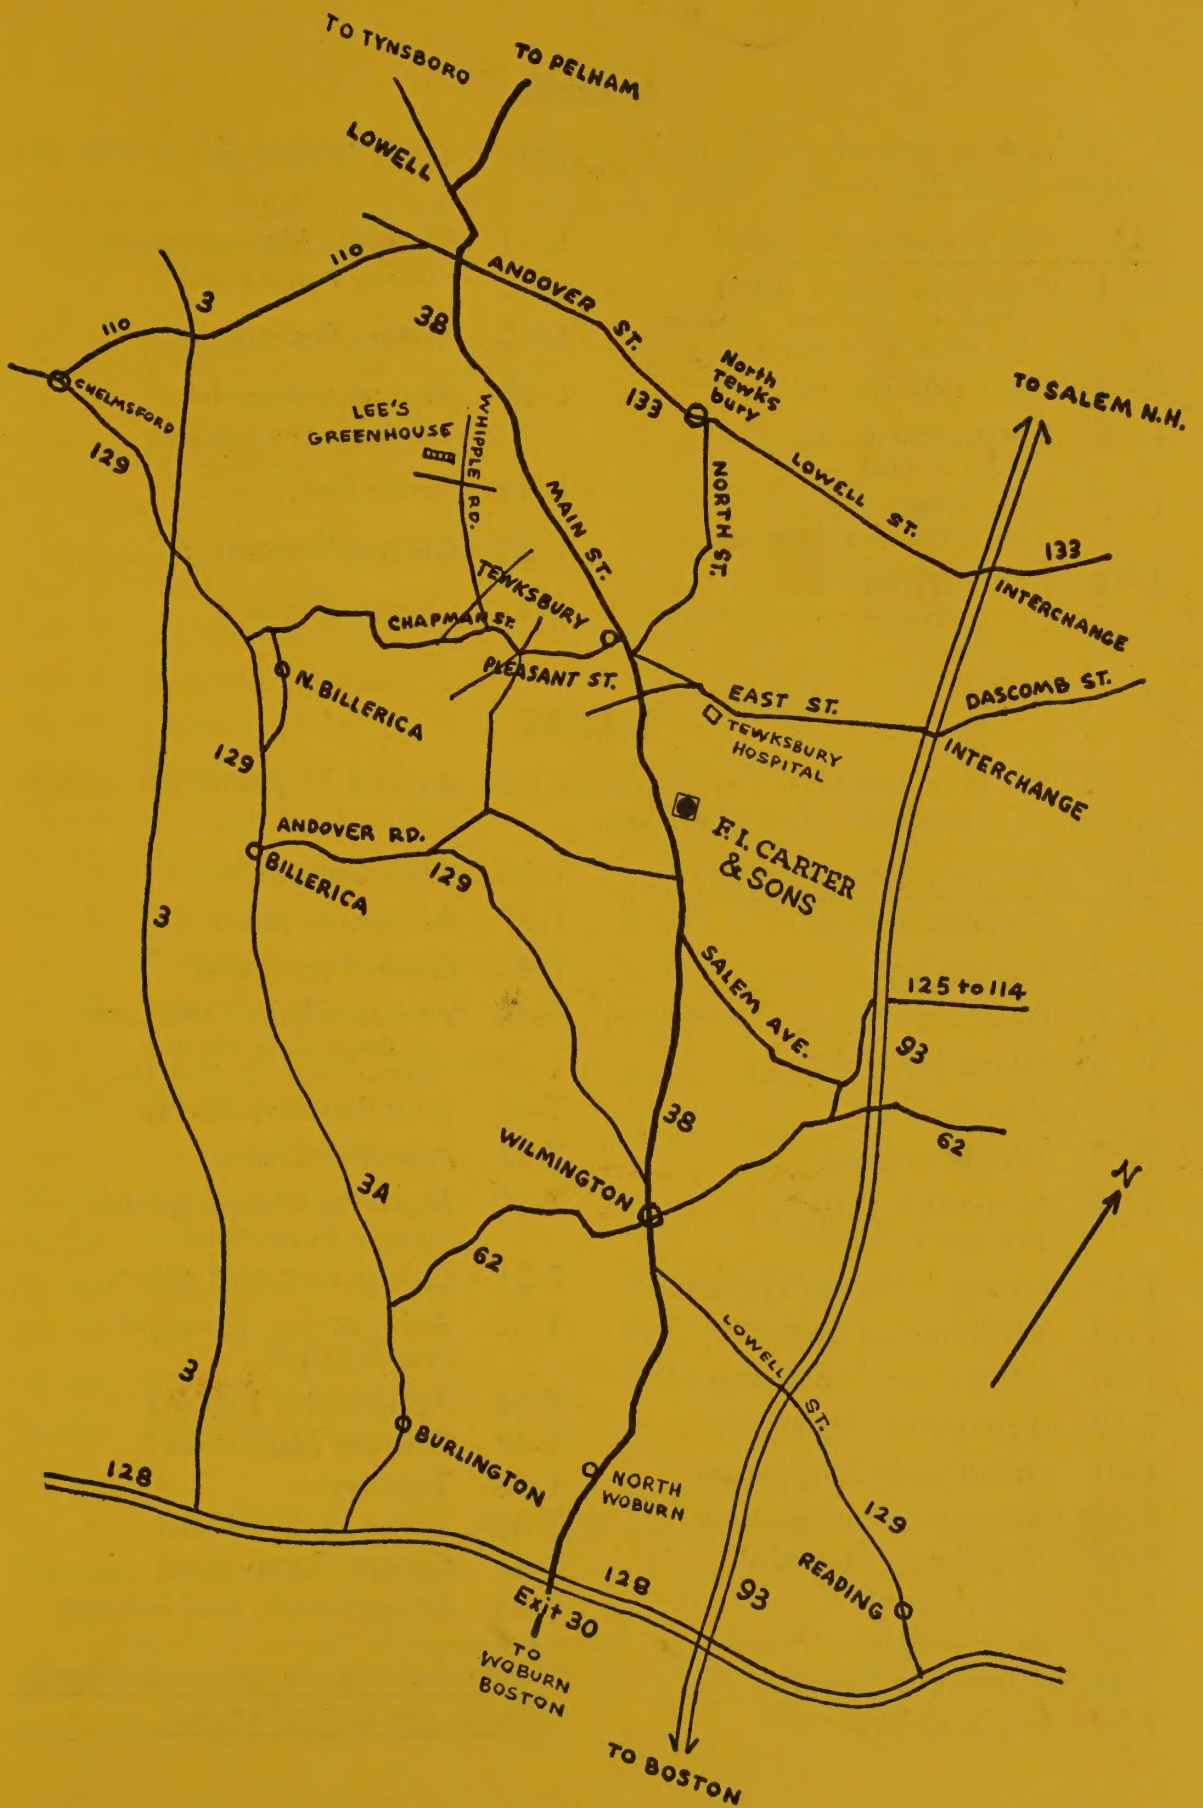 TO TYNSBORO
TO PELHAM
LOWELL
110
3
110
ANDOVER ST.
38
CHELMSFORD
129
LEE'S
GREENHOUSE
WHIPPLE RD.
133
North
Tewks
bury
TO SALEM N.H.
NORTH ST.
LOWELL ST.
MAIN ST.
133
INTERCHANGE
TEWKSBURY
CHAPMAN ST.
PLEASANT ST.
N. BILLERICA
EAST ST.
DASCOMB ST.
TEWKSBURY
HOSPITAL
INTERCHANGE
129
F.I. CARTER
& SONS
ANDOVER RD.
129
BILLERICA
3
SALEM AVE.
125 to 114
93
38
62
WILMINGTON
N
3A
62
LOWELL ST.
3
BURLINGTON
NORTH
WOBURN
128
129
READING
128
93
Exit 30
TO
WOBURN
BOSTON
TO BOSTON